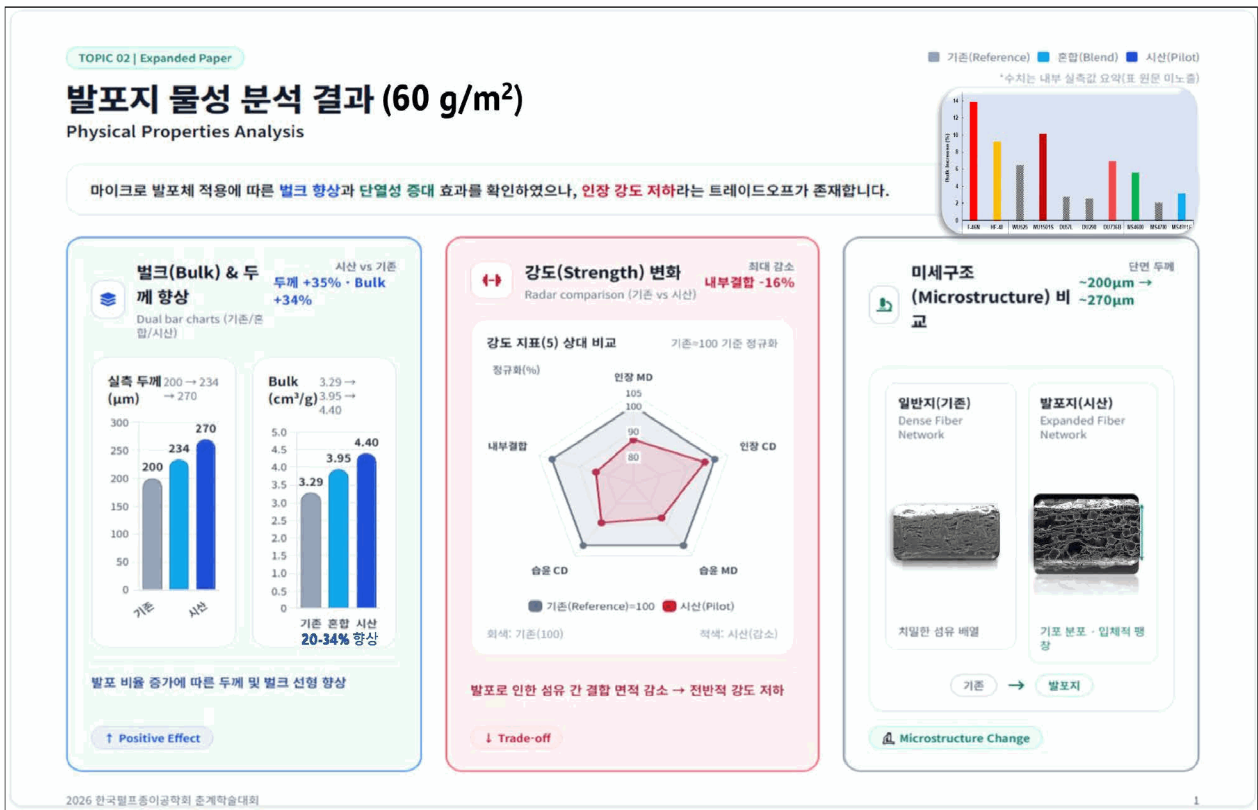 TOPIC 02 | Expanded Paper
발포지 물성 분석 결과 (60 g/m²)
Physical Properties Analysis
기존(Reference) 혼합(Blend) 시산(Pilot)
*수치는 내부 실측값 요약(표 원문 미노출)
마이크로 발포체 적용에 따른 벌크 향상과 단열성 증대 효과를 확인하였으나, 인장 강도 저하라는 트레이드오프가 존재합니다.
Bulk Increase (%)
14
12
10
8
6
4
2
0
벌크(Bulk) & 두
께 향상
Dual bar charts (기존/혼
합/시산)
시산 vs 기존
두께 +35% · Bulk
+34%
실측 두께
(μm)
200 → 234
→ 270
300
250
200
150
100
50
0
200
234
270
기존
시산
Bulk
(cm³/g)
3.29 →
3.95 →
4.40
5.0
4.5
4.0
3.5
3.0
2.5
2.0
1.5
1.0
0.5
0
3.29
3.95
4.40
기존 혼합 시산
20-34% 향상
발포 비율 증가에 따른 두께 및 벌크 선형 향상
↑ Positive Effect
강도(Strength) 변화
Radar comparison (기존 vs 시산)
최대 감소
내부결합 -16%
강도 지표(5) 상대 비교
기존=100 기준 정규화
정규화(%)
인장 MD
105
100
90
80
내부결합
인장 CD
습윤 CD
습윤 MD
기존(Reference)=100 시산(Pilot)
회색: 기존(100)
적색: 시산(감소)
발포로 인한 섬유 간 결합 면적 감소 → 전반적 강도 저하
↓ Trade-off
미세구조
(Microstructure) 비
교
단면 두께
~200μm →
~270μm
일반지(기존)
Dense Fiber
Network
치밀한 섬유 배열
발포지(시산)
Expanded Fiber
Network
기포 분포 · 입체적 팽
창
기존 → 발포지
Microstructure Change
2026 한국펄프종이공학회 춘계학술대회
1